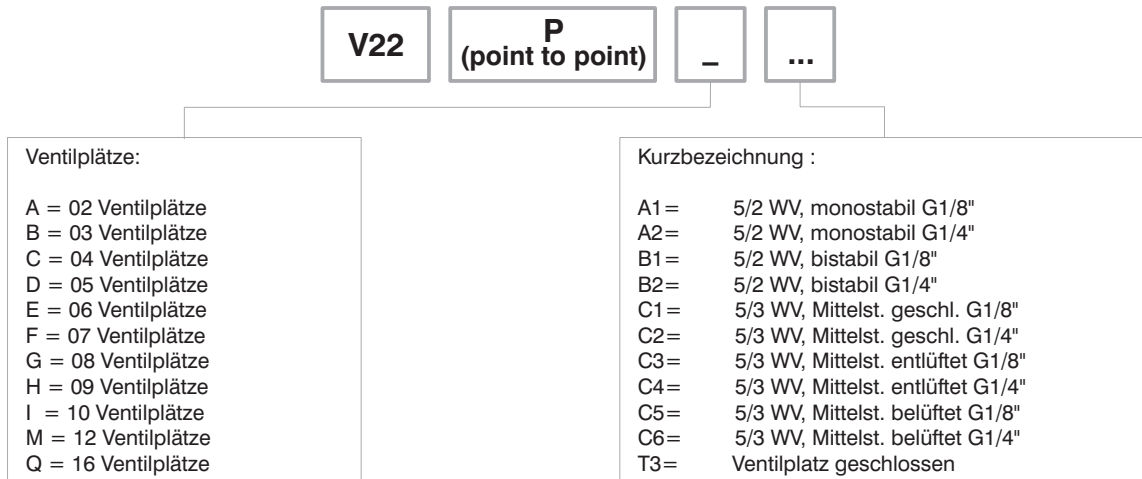 V22
P
(point to point)
_
...
Ventilplätze:
A = 02 Ventilplätze
B = 03 Ventilplätze
C = 04 Ventilplätze
D = 05 Ventilplätze
E = 06 Ventilplätze
F = 07 Ventilplätze
G = 08 Ventilplätze
H = 09 Ventilplätze
I = 10 Ventilplätze
M = 12 Ventilplätze
Q = 16 Ventilplätze
Kurzbezeichnung :
A1= 5/2 WV, monostabil G1/8"
A2= 5/2 WV, monostabil G1/4"
B1= 5/2 WV, bistabil G1/8"
B2= 5/2 WV, bistabil G1/4"
C1= 5/3 WV, Mittelst. geschl. G1/8"
C2= 5/3 WV, Mittelst. geschl. G1/4"
C3= 5/3 WV, Mittelst. entlüftet G1/8"
C4= 5/3 WV, Mittelst. entlüftet G1/4"
C5= 5/3 WV, Mittelst. belüftet G1/8"
C6= 5/3 WV, Mittelst. belüftet G1/4"
T3= Ventilplatz geschlossen